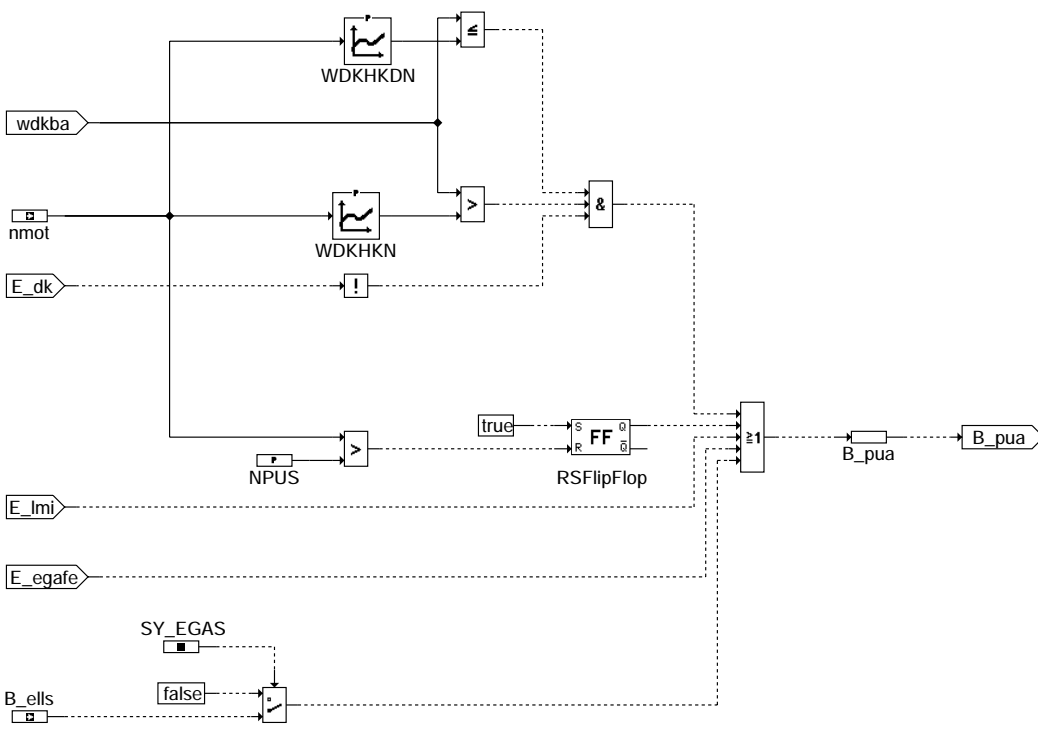 P
≤
WDKHKDN
wdkba
P
>
&
nmot
WDKHKN
E_dk
!
true
S
Q
FF
R
Q̅
>
P
NPUS
RSFlipFlop
≥1
B_pua
B_pua
E_lmi
E_egafe
SY_EGAS
false
B_ells